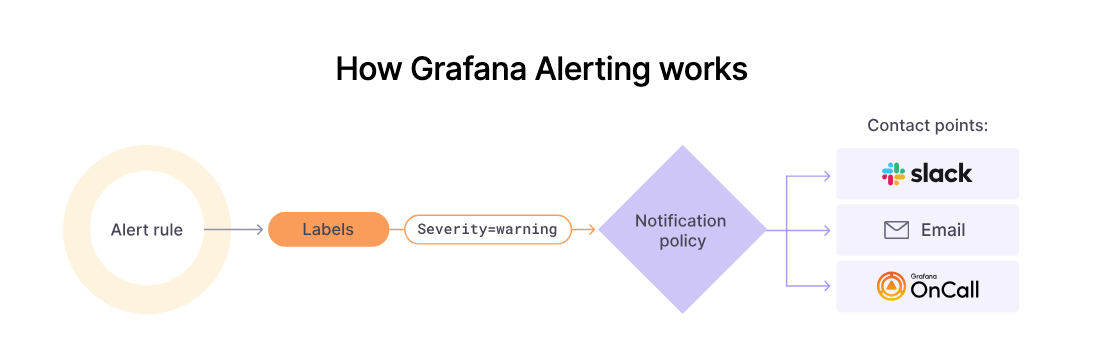 How Grafana Alerting works
Contact points:
Alert rule
Labels
Severity=warning
Notification
policy
slack
Email
Grafana
OnCall